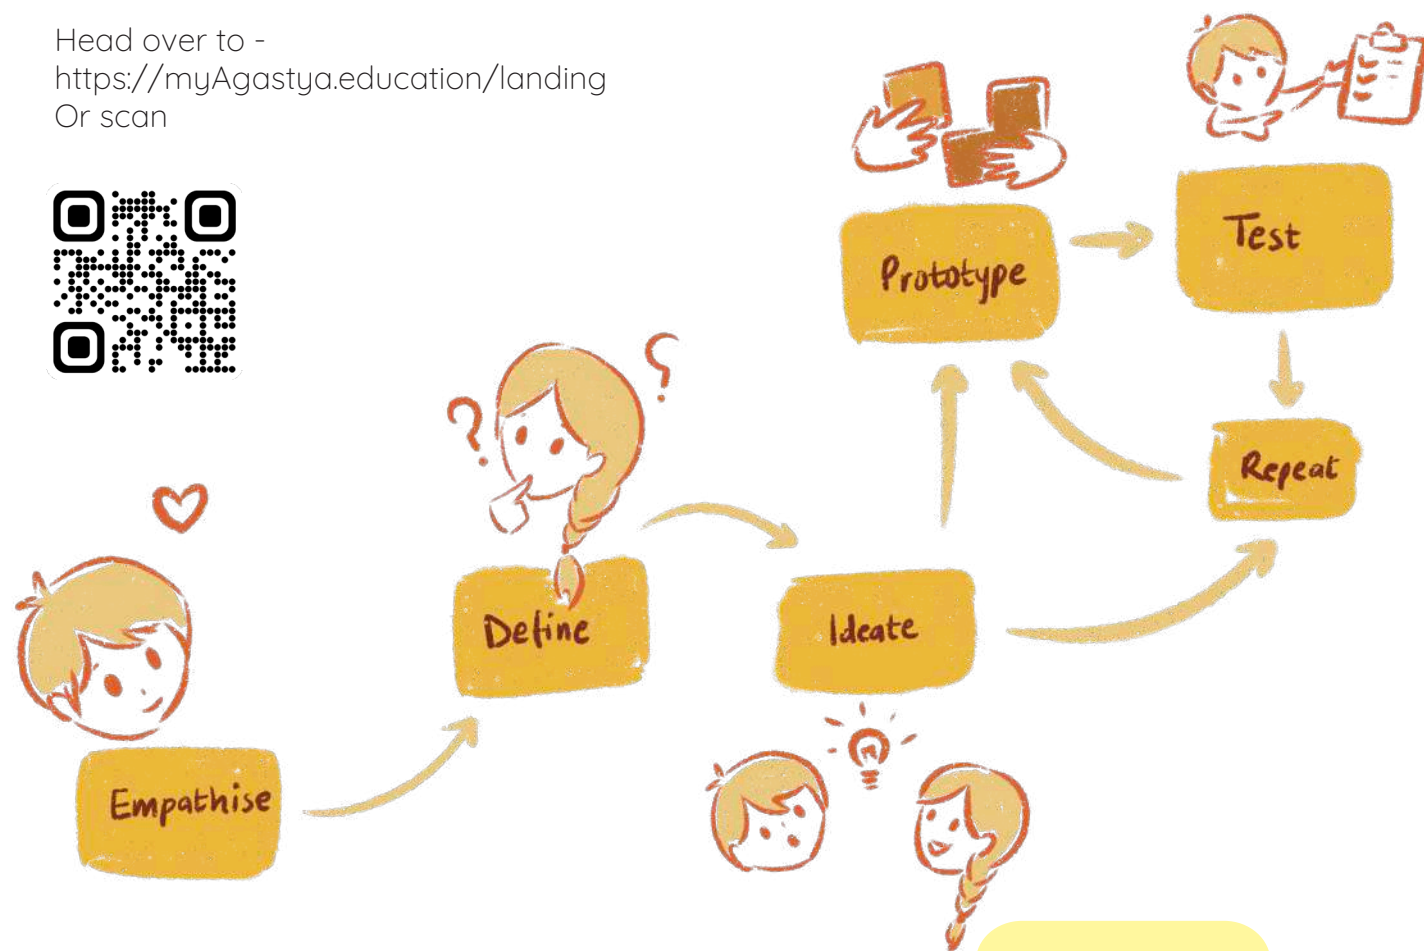 Head over to -
https://myAgastya.education/landing
Or scan
Empathise
Define
Ideate
Prototype
Test
Repeat